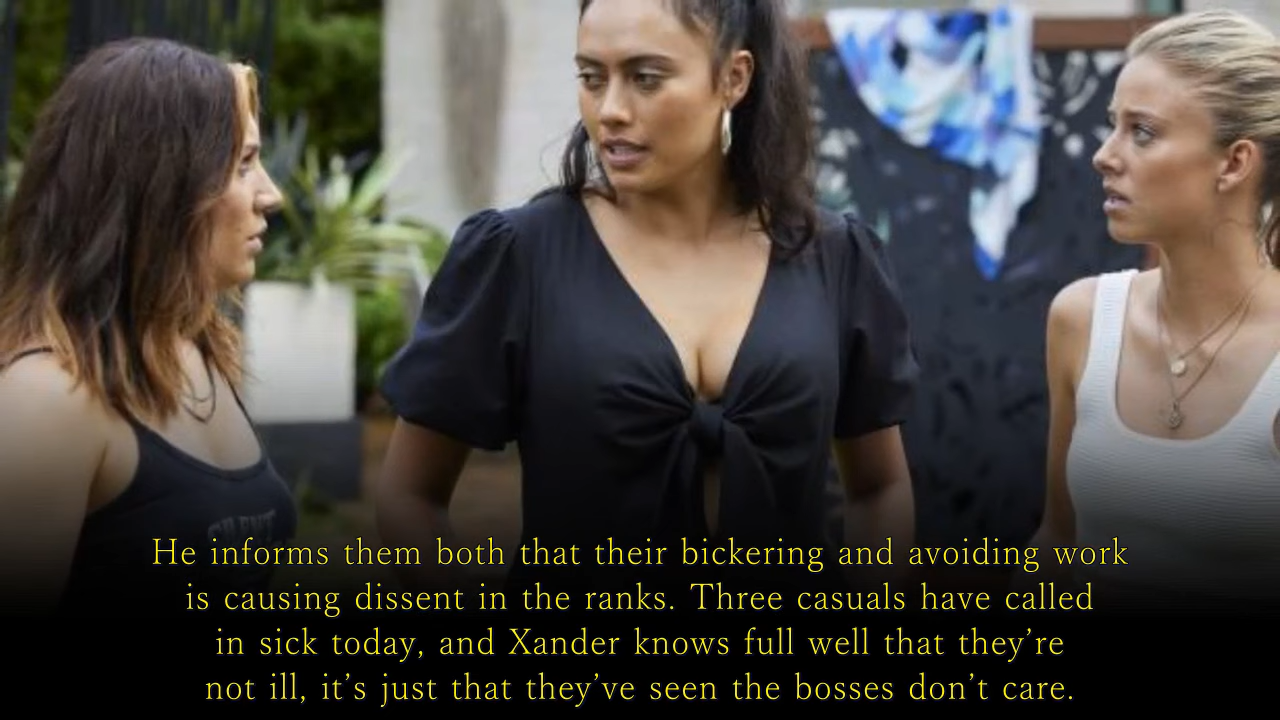 SILENT
He informs them both that their bickering and avoiding work
is causing dissent in the ranks. Three casuals have called
in sick today, and Xander knows full well that they’re
not ill, it’s just that they’ve seen the bosses don’t care.